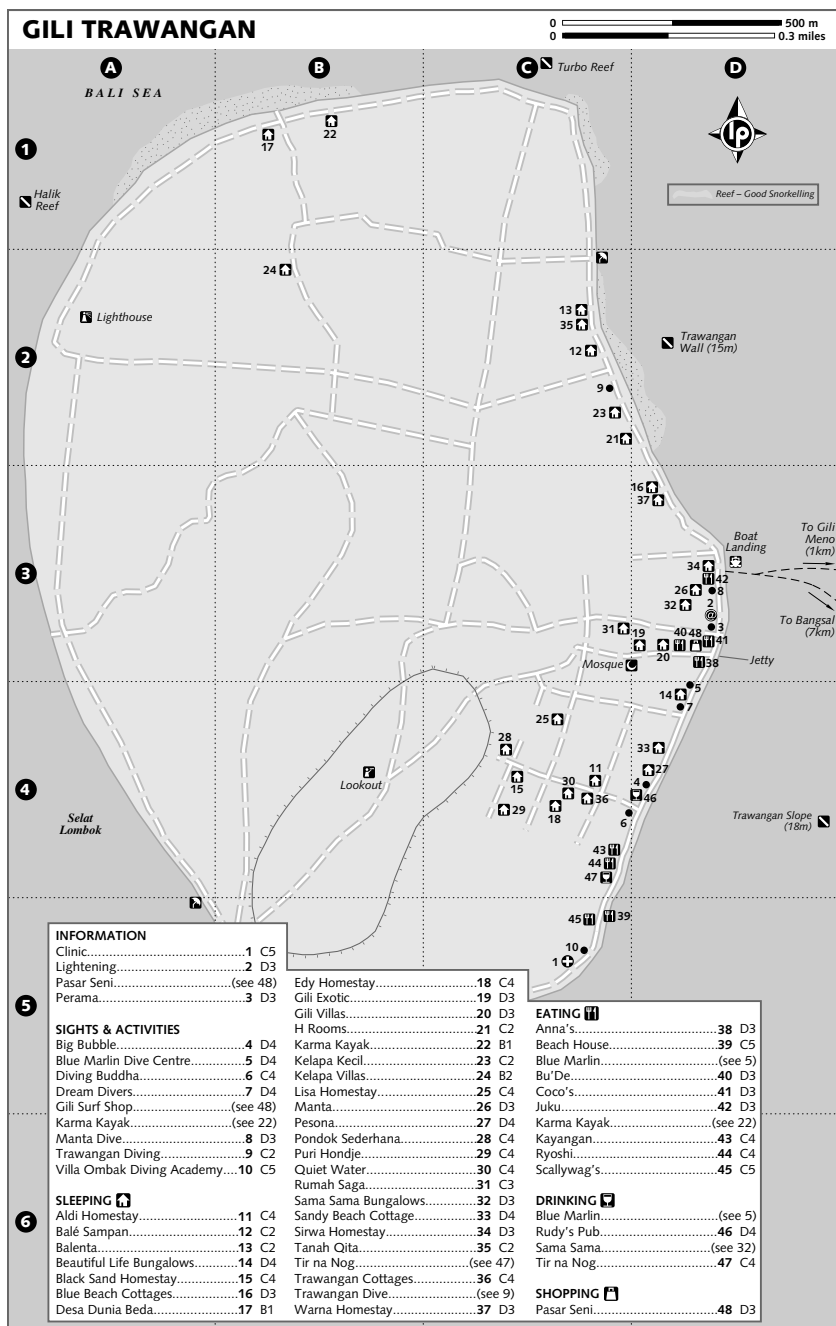 GILI TRAWANGAN
0 500 m
0 0.3 miles
A B C D
BALI SEA
Turbo Reef
1
17
22
lp
Halik
Reef
Reef – Good Snorkelling
24
Lighthouse
13
35
12
Trawangan
Wall (15m)
2
9
23
21
16
37
To Gili
Meno
(1km)
Boat
Landing
3
34
42
26
8
32
2
@
3
To Bangsal
(7km)
31
19
20
40
48
41
Mosque
38
Jetty
5
14
7
25
28
33
27
4
Lookout
15
30
11
4
36
46
29
18
6
Selat
Lombok
Trawangan Slope
(18m)
43
44
47
45
39
10
1
5
6
INFORMATION
Clinic..................1 C5
Lightening..................2 D3
Pasar Seni..................(see 48)
Perama..................3 D3
SIGHTS & ACTIVITIES
Big Bubble..................4 D4
Blue Marlin Dive Centre..................5 D4
Diving Buddha..................6 C4
Dream Divers..................7 D4
Gili Surf Shop..................(see 48)
Karma Kayak..................(see 22)
Manta Dive..................8 D3
Trawangan Diving..................9 C2
Villa Ombak Diving Academy....10 C5
SLEEPING
Aldi Homestay..................11 C4
Balé Sampan..................12 C2
Balenta..................13 C2
Beautiful Life Bungalows..................14 D4
Black Sand Homestay..................15 C4
Blue Beach Cottages..................16 D3
Desa Dunia Beda..................17 B1
Edy Homestay..................18 C4
Gili Exotic..................19 D3
Gili Villas..................20 D3
H Rooms..................21 C2
Karma Kayak..................22 B1
Kelapa Kecil..................23 C2
Kelapa Villas..................24 B2
Lisa Homestay..................25 C4
Manta..................26 D3
Pesona..................27 D4
Pondok Sederhana..................28 C4
Puri Hondje..................29 C4
Quiet Water..................30 C4
Rumah Saga..................31 C3
Sama Sama Bungalows..................32 D3
Sandy Beach Cottage..................33 D4
Sirwa Homestay..................34 D3
Tanah Qita..................35 C2
Tir na Nog..................(see 47)
Trawangan Cottages..................36 C4
Trawangan Dive..................(see 9)
Warna Homestay..................37 D3
EATING
Anna's..................38 D3
Beach House..................39 C5
Blue Marlin..................(see 5)
Bu'De..................40 D3
Coco's..................41 D3
Juku..................42 D3
Karma Kayak..................(see 22)
Kayangan..................43 C4
Ryoshi..................44 C4
Scallywag's..................45 C5
DRINKING
Blue Marlin..................(see 5)
Rudy's Pub..................46 D4
Sama Sama..................(see 32)
Tir na Nog..................47 C4
SHOPPING
Pasar Seni..................48 D3